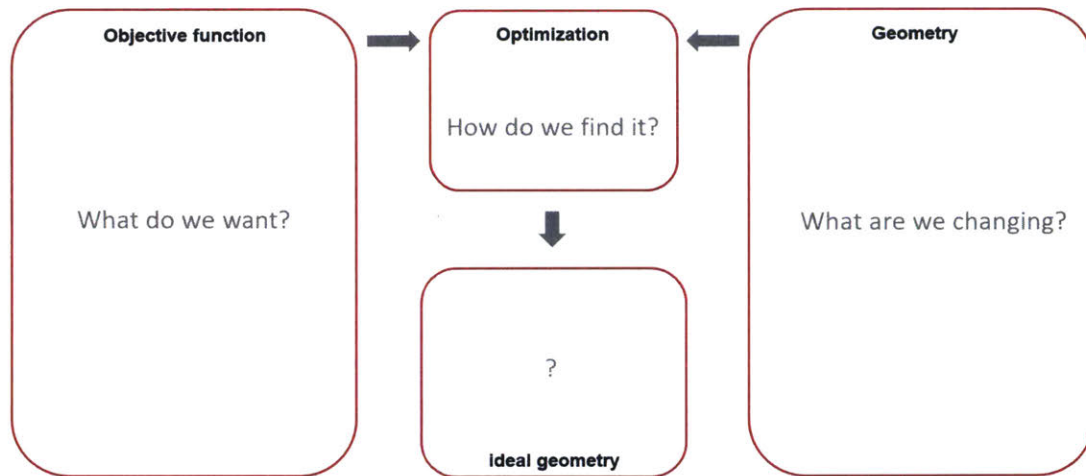 Objective function
What do we want?
Optimization
How do we find it?
Geometry
What are we changing?
?
ideal geometry